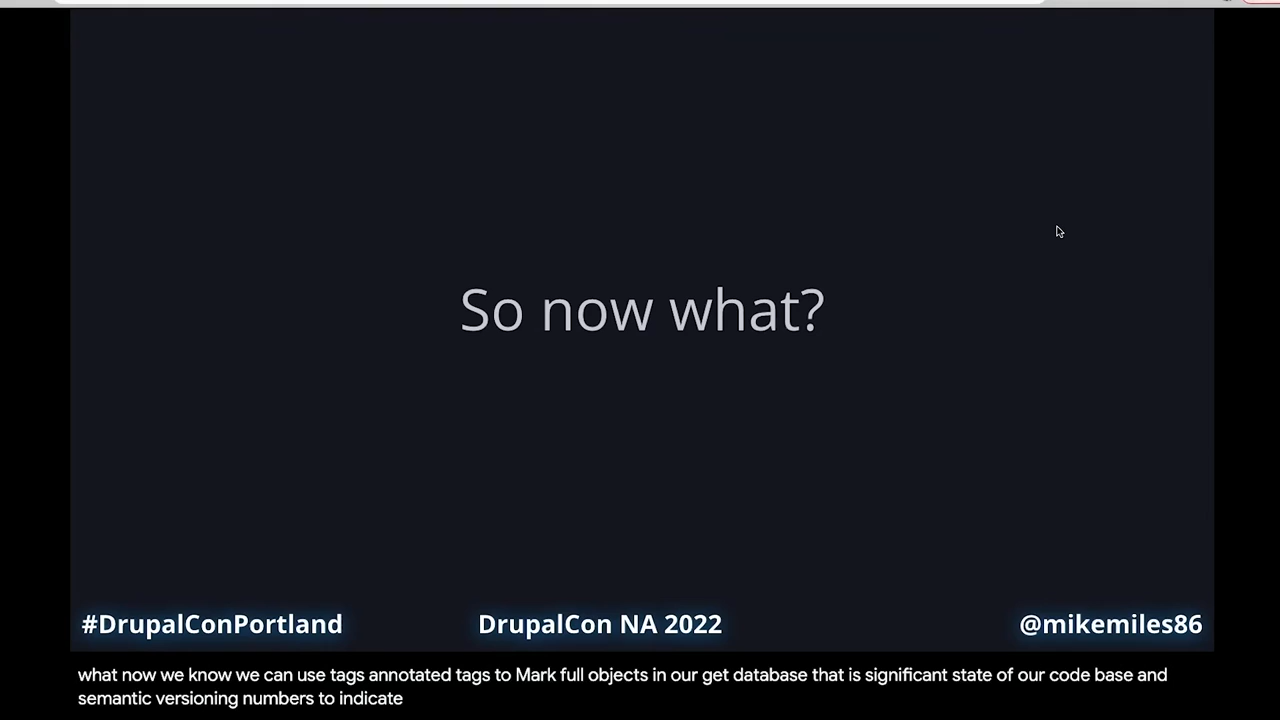 So now what?
#DrupalConPortland DrupalCon NA 2022 @mikemiles86
what now we know we can use tags annotated tags to Mark full objects in our get database that is significant state of our code base and
semantic versioning numbers to indicate